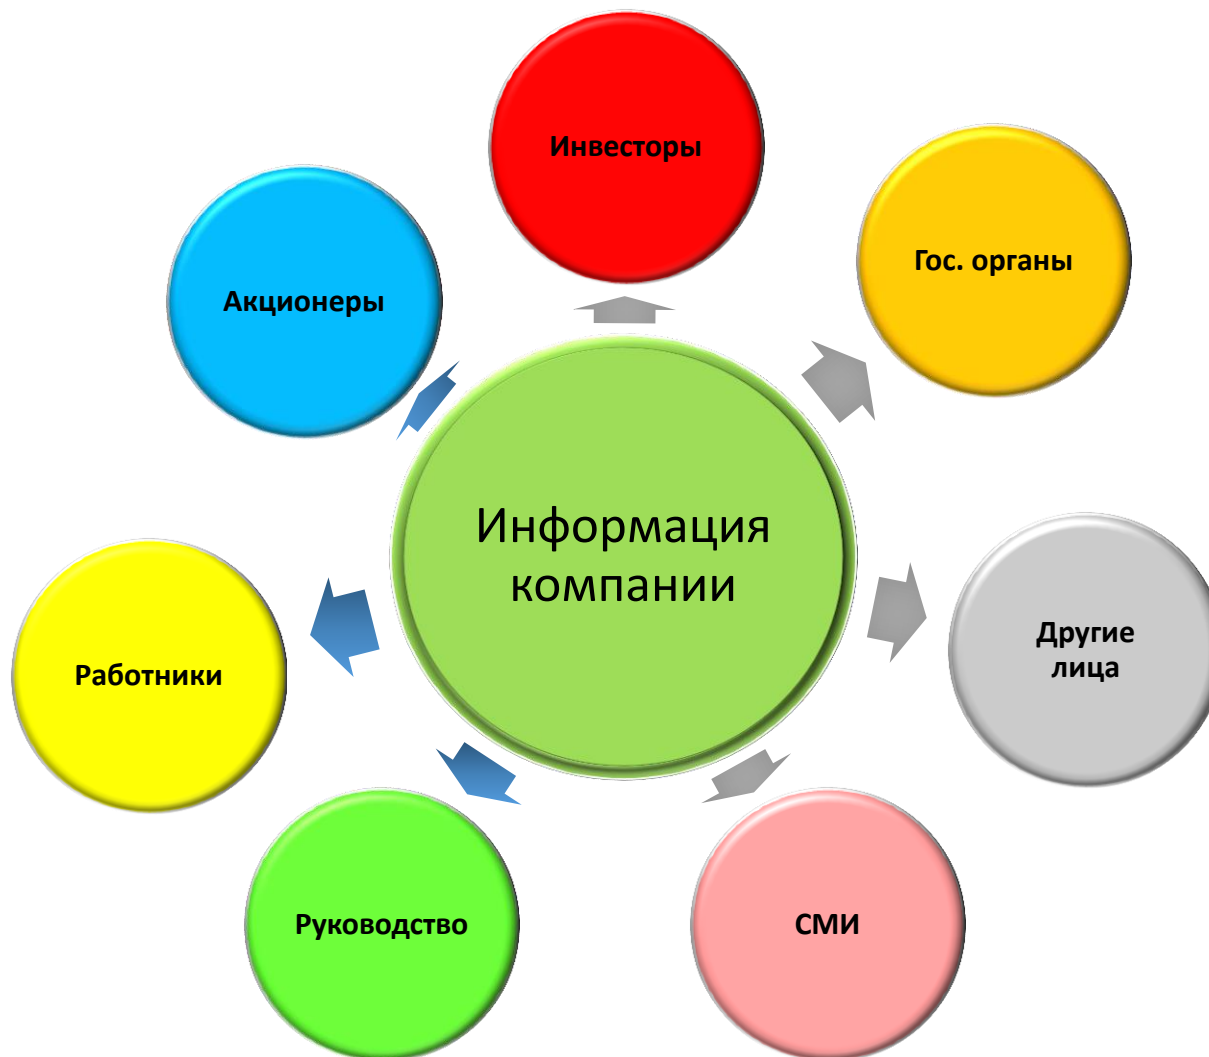 Инвесторы
Гос. органы
Акционеры
Информация
компании
Другие
лица
Работники
Руководство
СМИ